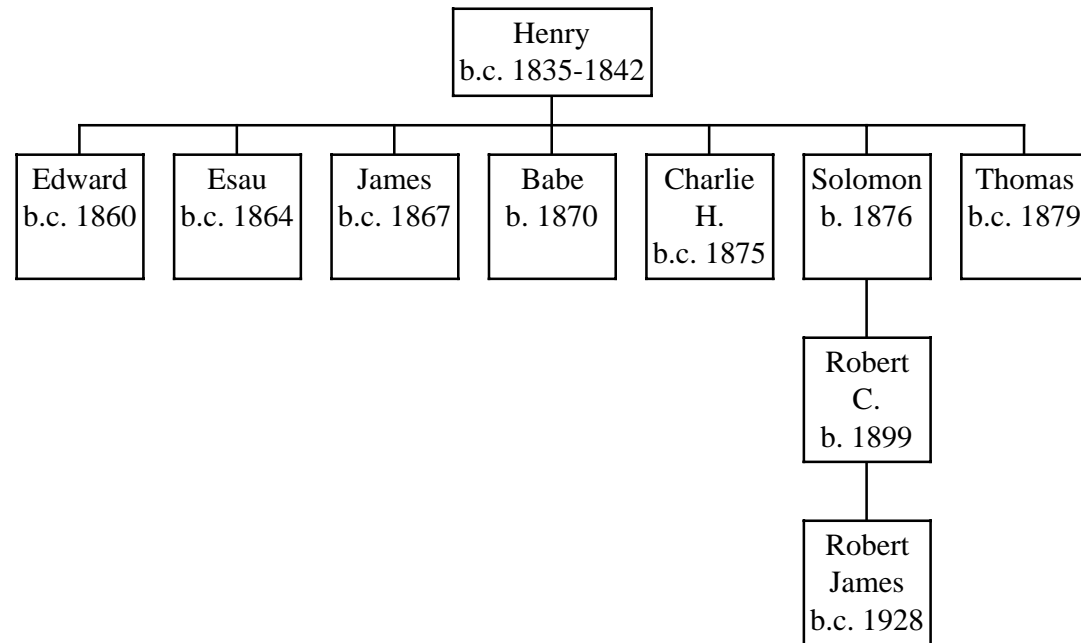 Henry
b.c. 1835-1842
Edward
b.c. 1860
Esau
b.c. 1864
James
b.c. 1867
Babe
b. 1870
Charlie
H.
b.c. 1875
Solomon
b. 1876
Thomas
b.c. 1879
Robert
C.
b. 1899
Robert
James
b.c. 1928